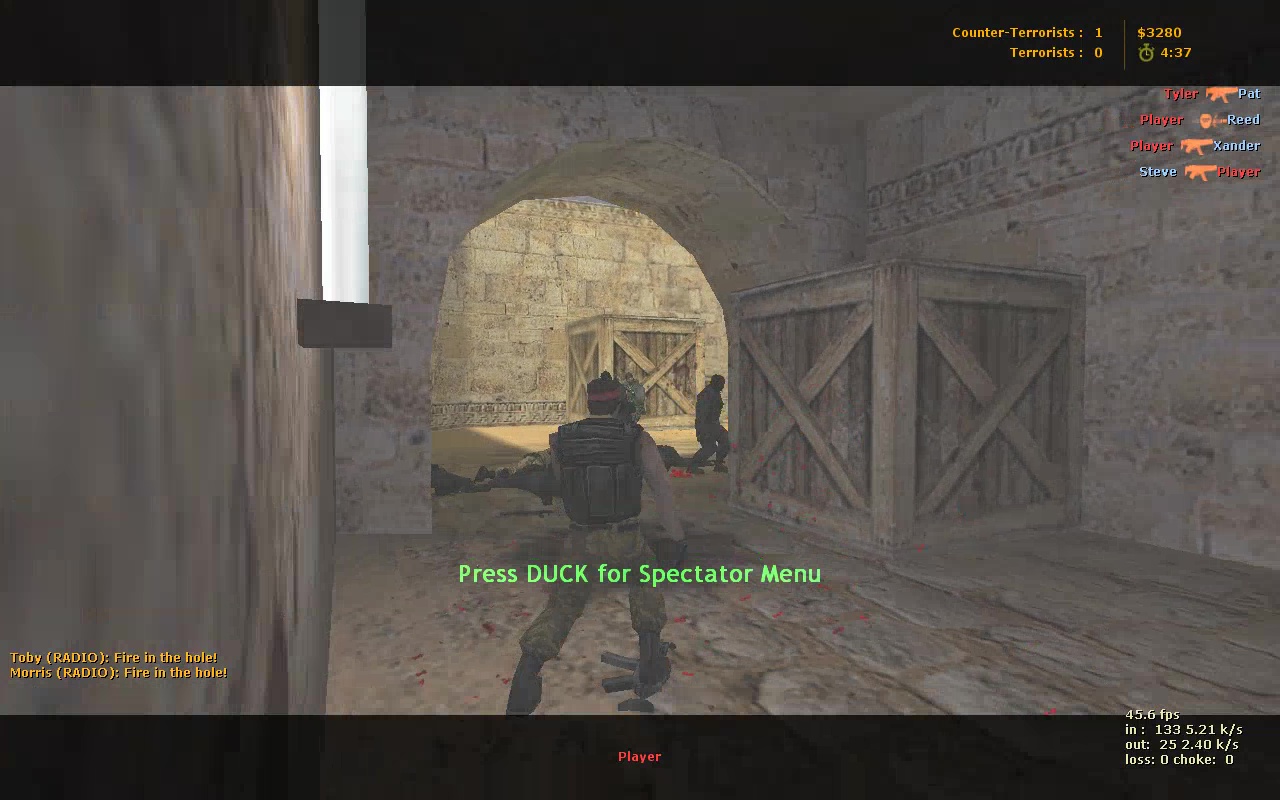 Counter-Terrorists : 1 $3280
Terrorists : 0 4:37
Tyler Pat
Player Reed
Player Xander
Steve Player
Press DUCK for Spectator Menu
Toby (RADIO): Fire in the hole!
Morris (RADIO): Fire in the hole!
45.6 fps
in : 133 5.21 k/s
out: 25 2.40 k/s
loss: 0 choke: 0
Player